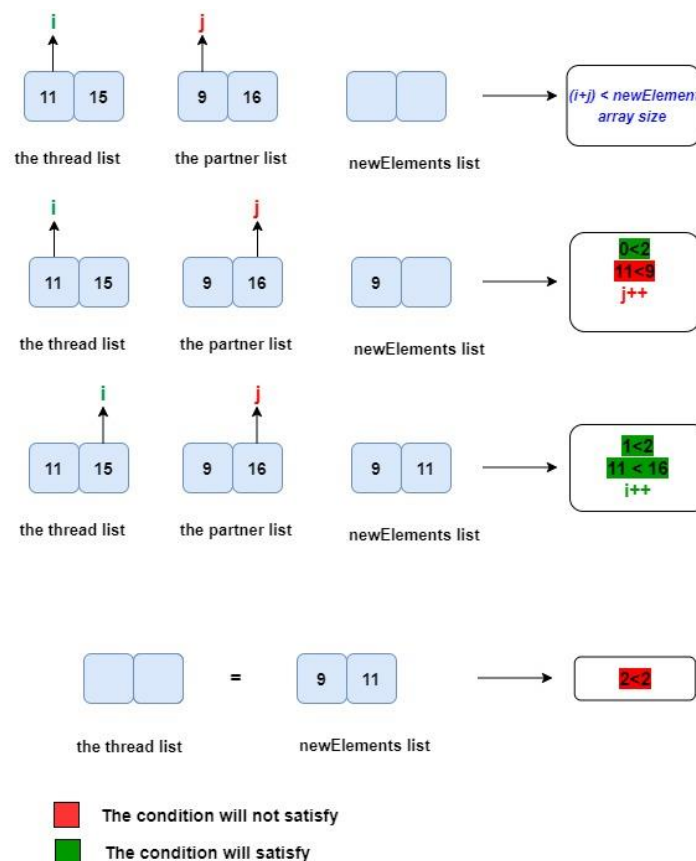 i j
11 15 9 16
(i+j) < newElement
array size
the thread list the partner list newElements list
i j
11 15 9 16 9
0<2
11<9
j++
the thread list the partner list newElements list
i j
11 15 9 16 9 11
1<2
11 < 16
i++
the thread list the partner list newElements list
= 9 11 2<2
the thread list newElements list
The condition will not satisfy
The condition will satisfy